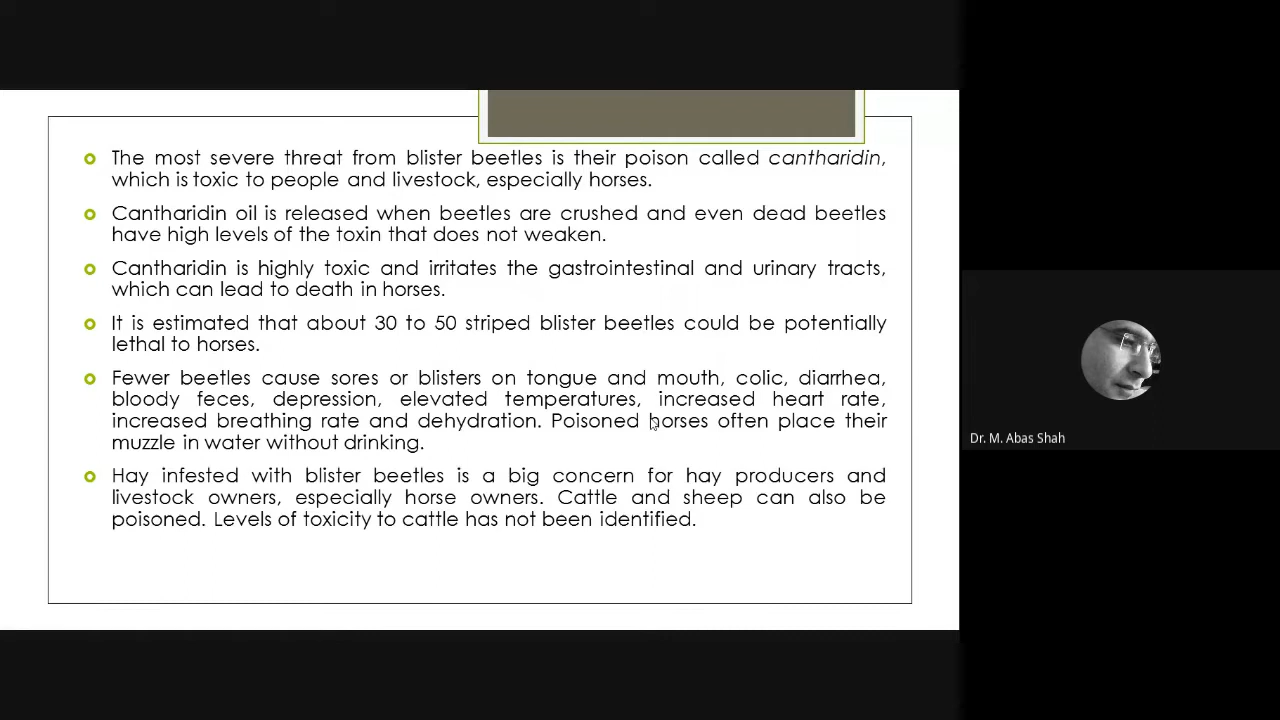 The most severe threat from blister beetles is their poison called cantharidin,
which is toxic to people and livestock, especially horses.
Cantharidin oil is released when beetles are crushed and even dead beetles
have high levels of the toxin that does not weaken.
Cantharidin is highly toxic and irritates the gastrointestinal and urinary tracts,
which can lead to death in horses.
It is estimated that about 30 to 50 striped blister beetles could be potentially
lethal to horses.
Fewer beetles cause sores or blisters on tongue and mouth, colic, diarrhea,
bloody feces, depression, elevated temperatures, increased heart rate,
increased breathing rate and dehydration. Poisoned horses often place their
muzzle in water without drinking.
Hay infested with blister beetles is a big concern for hay producers and
livestock owners, especially horse owners. Cattle and sheep can also be
poisoned. Levels of toxicity to cattle has not been identified.
Dr. M. Abas Shah